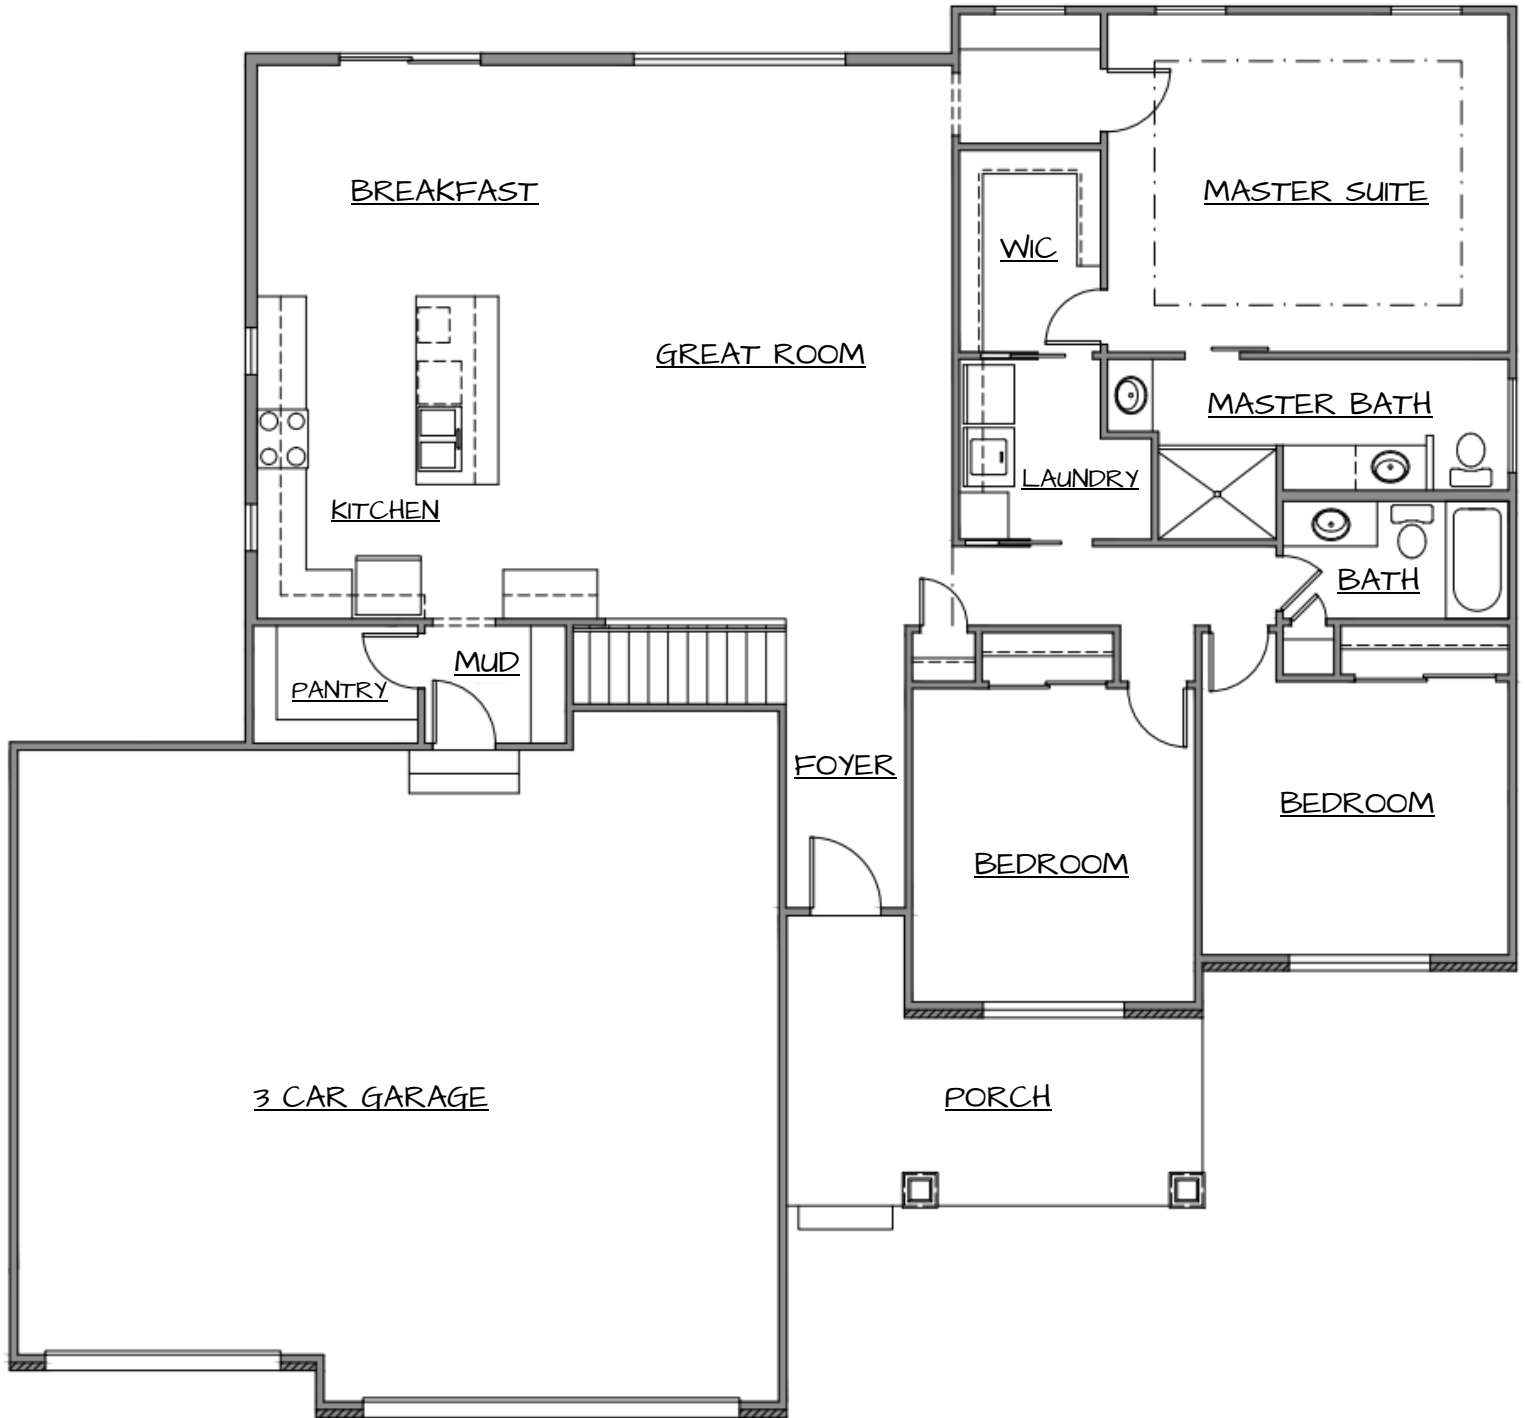 BREAKFAST
MASTER SUITE
WIC
GREAT ROOM
MASTER BATH
LAUNDRY
KITCHEN
BATH
MUD
PANTRY
FOYER
BEDROOM
BEDROOM
3 CAR GARAGE
PORCH